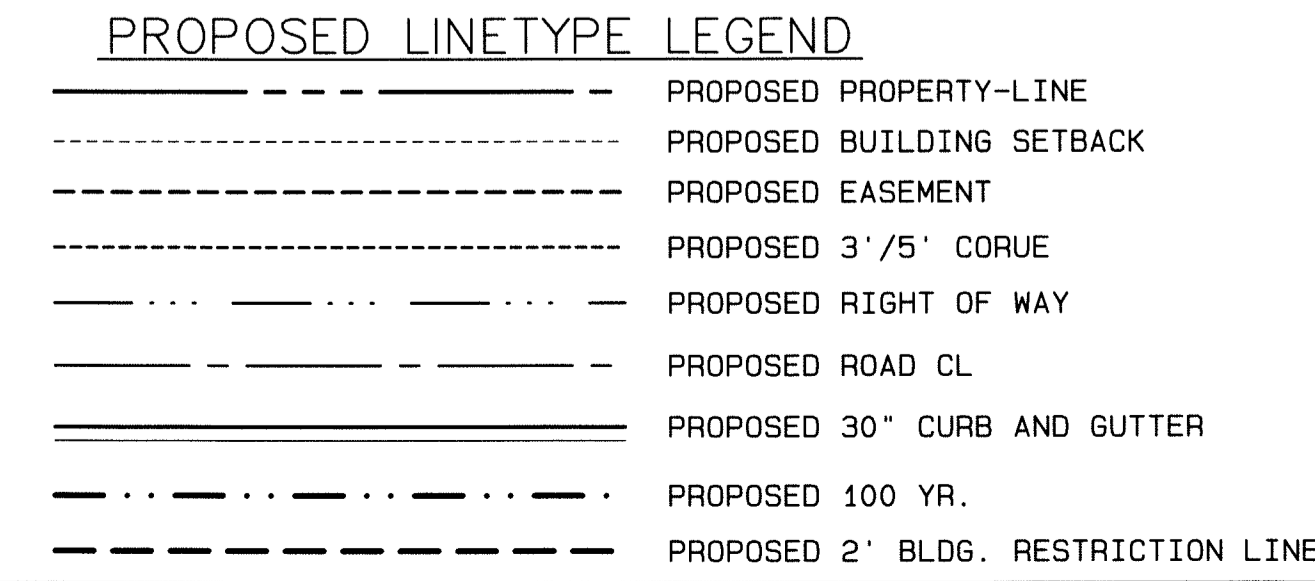 PROPOSED LINETYPE LEGEND
PROPOSED PROPERTY-LINE
PROPOSED BUILDING SETBACK
PROPOSED EASEMENT
PROPOSED 3'/5' CORUE
PROPOSED RIGHT OF WAY
PROPOSED ROAD CL
PROPOSED 30" CURB AND GUTTER
PROPOSED 100 YR.
PROPOSED 2' BLDG. RESTRICTION LINE